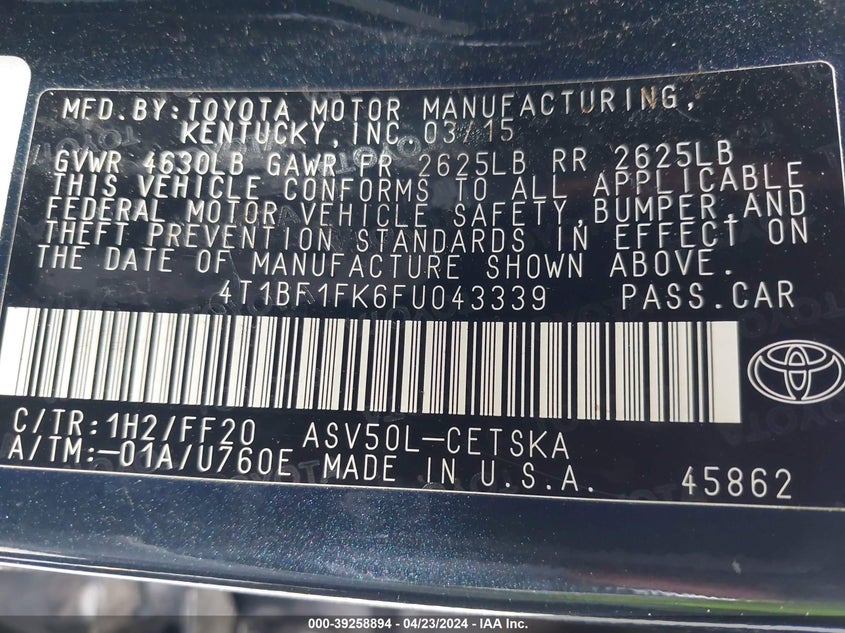 MFD.BY:TOYOTA MOTOR MANUFACTURING,
KENTUCKY,INC 03/15
GVWR 4630LB GAWR FR 2625LB RR 2625LB
THIS VEHICLE CONFORMS TO ALL APPLICABLE
FEDERAL MOTOR VEHICLE SAFETY,BUMPER,AND
THEFT PREVENTION STANDARDS IN EFFECT ON
THE DATE OF MANUFACTURE SHOWN ABOVE.
4T1BF1FK6FU043339 PASS.CAR
C/TR:1H2/FF20 ASV50L-CETSKA
A/TM:-01A/U760E MADE IN U.S.A. 45862
000-39258894 - 04/23/2024 - IAA Inc.